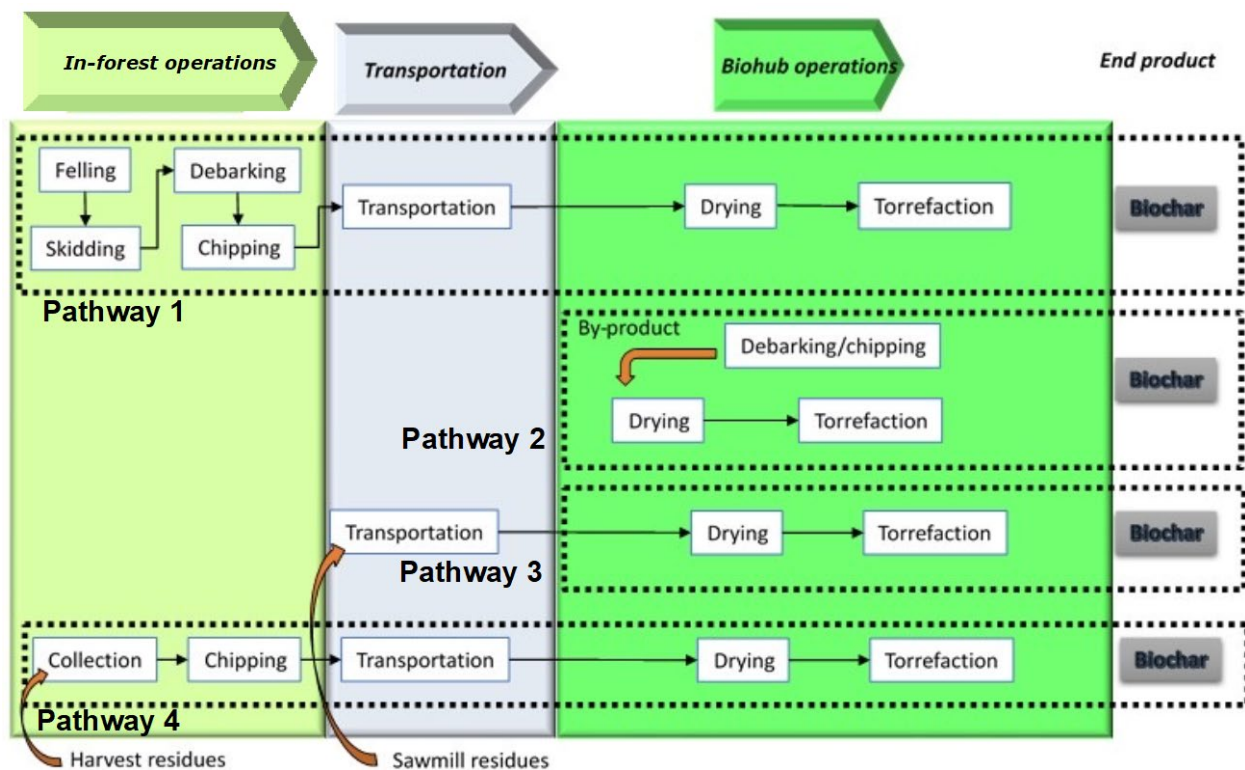 In-forest operations
Transportation
Biohub operations
End product
Felling
Debarking
Skidding
Chipping
Transportation
Drying
Torrefaction
Biochar
Pathway 1
By-product
Debarking/chipping
Drying
Torrefaction
Biochar
Pathway 2
Transportation
Drying
Torrefaction
Biochar
Pathway 3
Collection
Chipping
Transportation
Drying
Torrefaction
Biochar
Pathway 4
Harvest residues
Sawmill residues